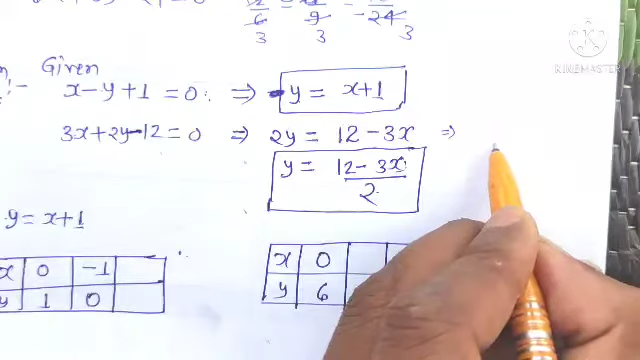 Given
x-y+1=0. ⇒ y = x+1
3x+2y-12=0 ⇒ 2y = 12-3x ⇒
y = (12-3x)/2
y = x+1
x 0 -1
y 1 0
x 0
y 6
KINEMASTER